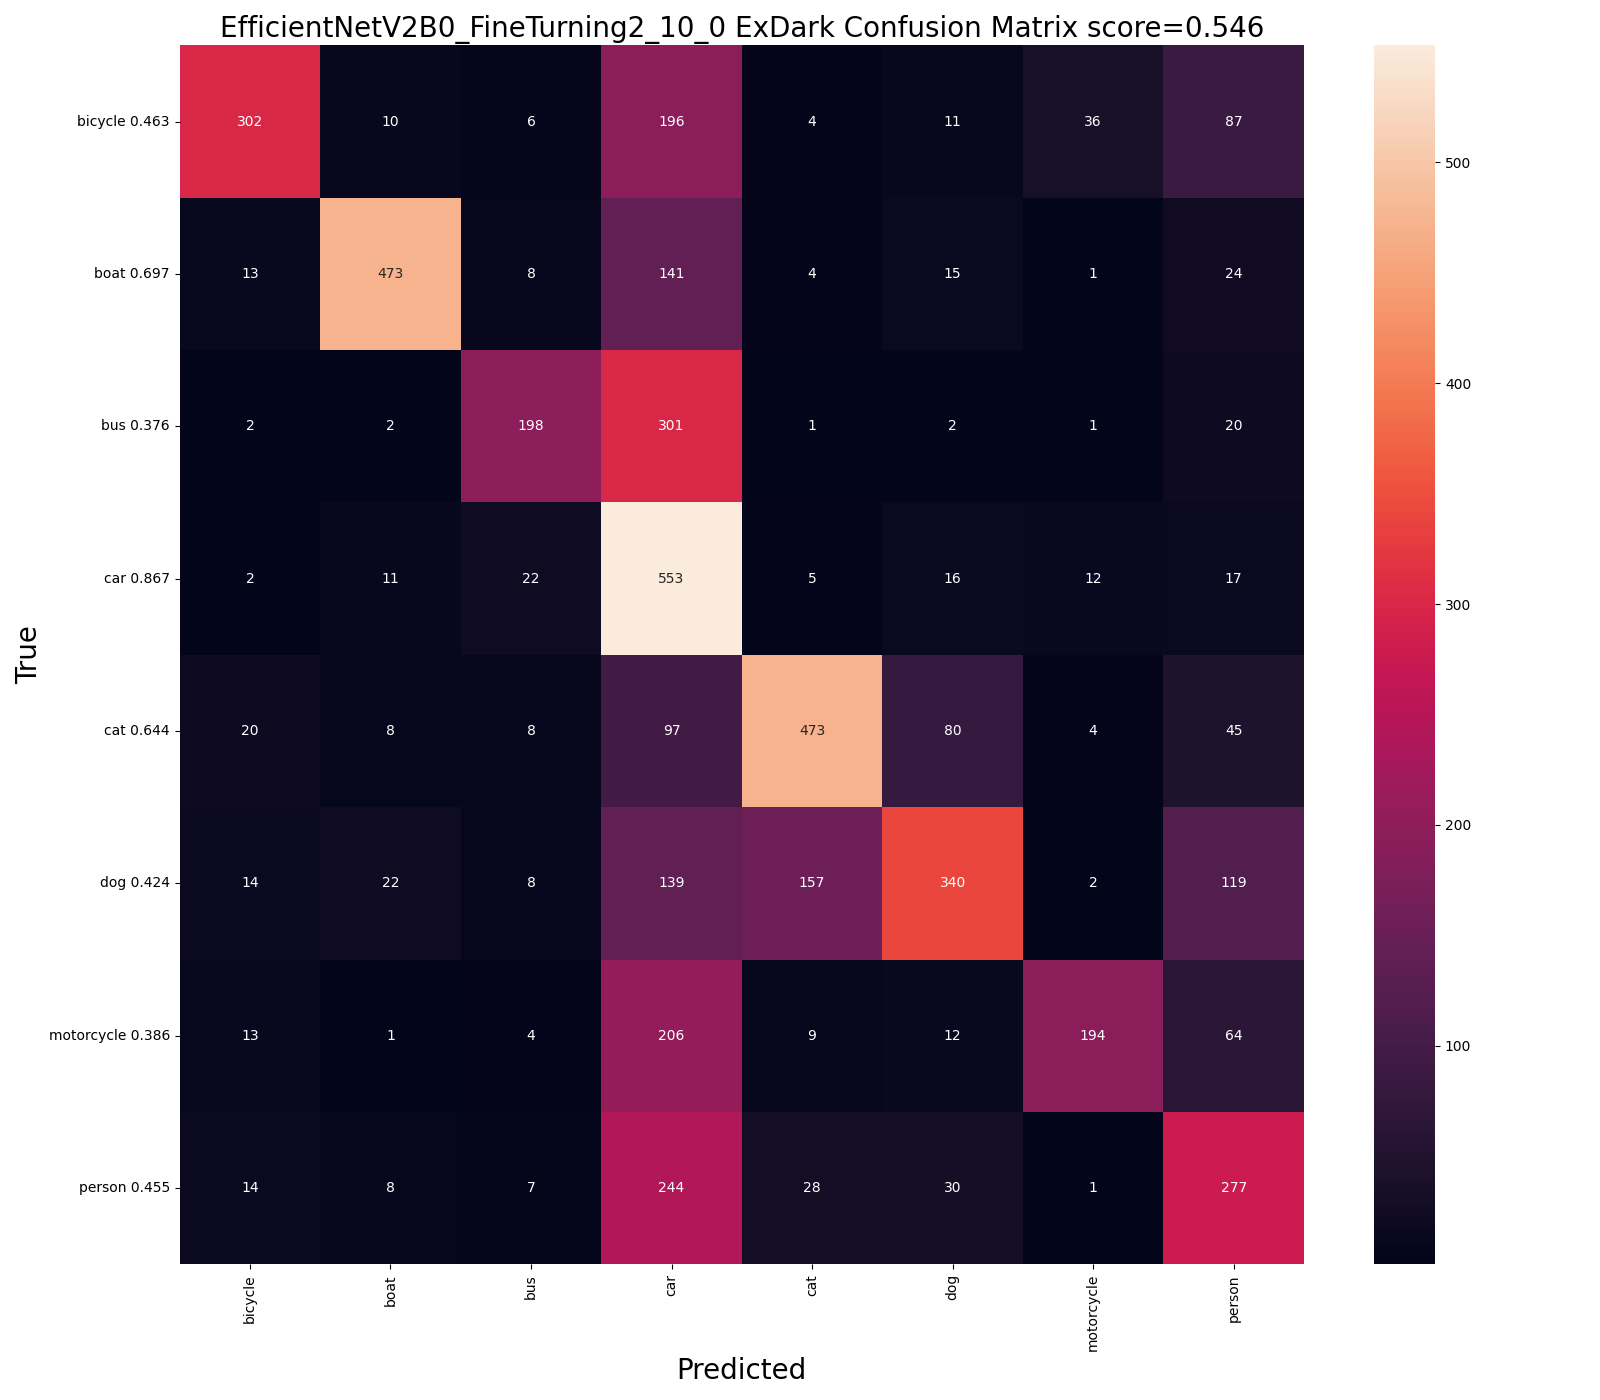 EfficientNetV2B0_FineTurning2_10_0 ExDark Confusion Matrix score=0.546
bicycle 0.463 302 10 6 196 4 11 36 87
boat 0.697 13 473 8 141 4 15 1 24
bus 0.376 2 2 198 301 1 2 1 20
car 0.867 2 11 22 553 5 16 12 17
cat 0.644 20 8 8 97 473 80 4 45
dog 0.424 14 22 8 139 157 340 2 119
motorcycle 0.386 13 1 4 206 9 12 194 64
person 0.455 14 8 7 244 28 30 1 277
True
bicycle boat bus car cat dog motorcycle person
Predicted
500
400
300
200
100